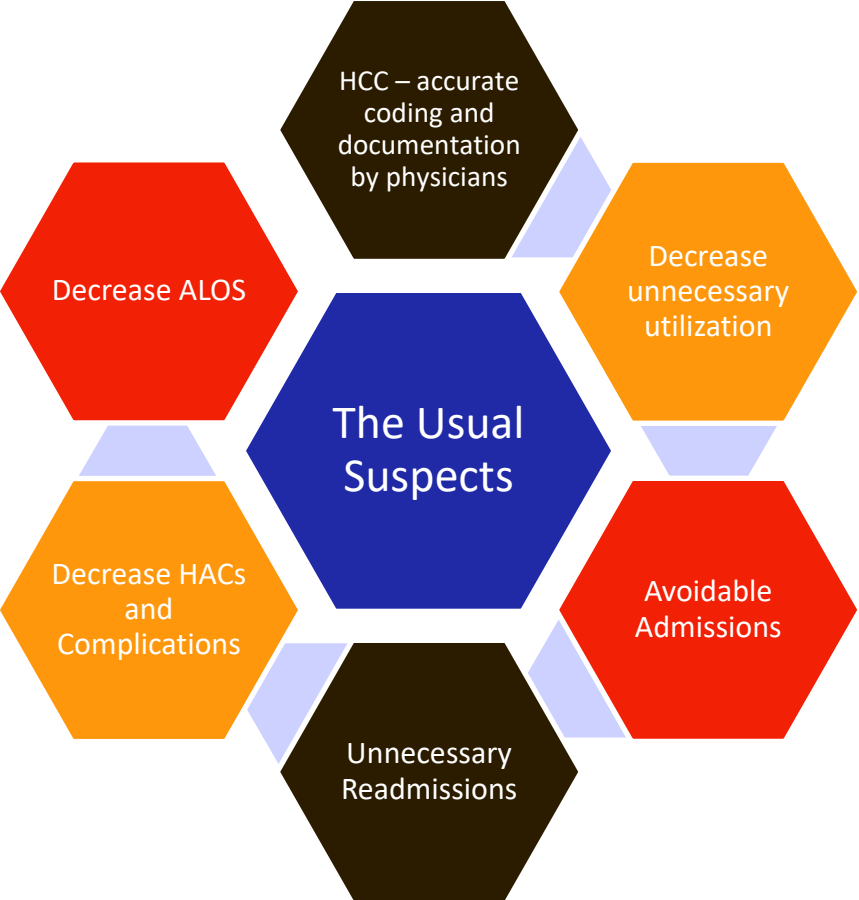 HCC – accurate
coding and
documentation
by physicians
Decrease
unnecessary
utilization
Avoidable
Admissions
Unnecessary
Readmissions
Decrease HACs
and
Complications
Decrease ALOS
The Usual
Suspects